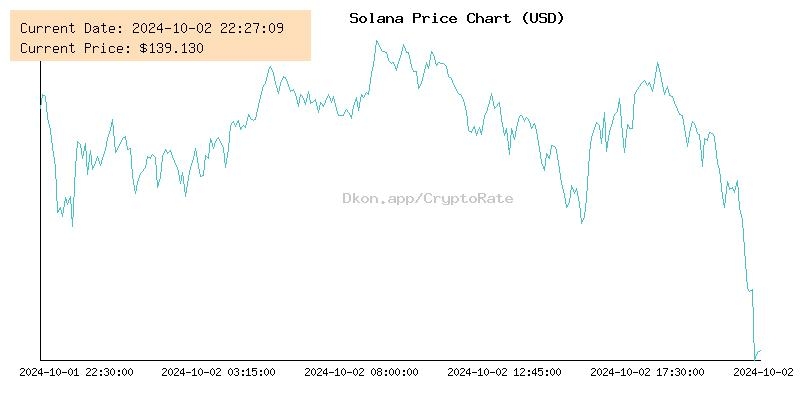 Solana Price Chart (USD)
Current Date: 2024-10-02 22:27:09
Current Price: $139.130
Dkon.app/CryptoRate
2024-10-01 22:30:00 2024-10-02 03:15:00 2024-10-02 08:00:00 2024-10-02 12:45:00 2024-10-02 17:30:00 2024-10-02